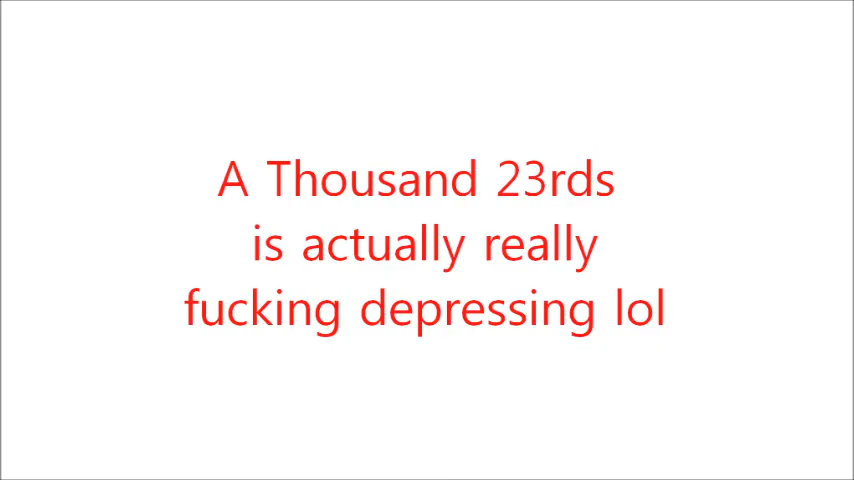 A Thousand 23rds
is actually really
fucking depressing lol